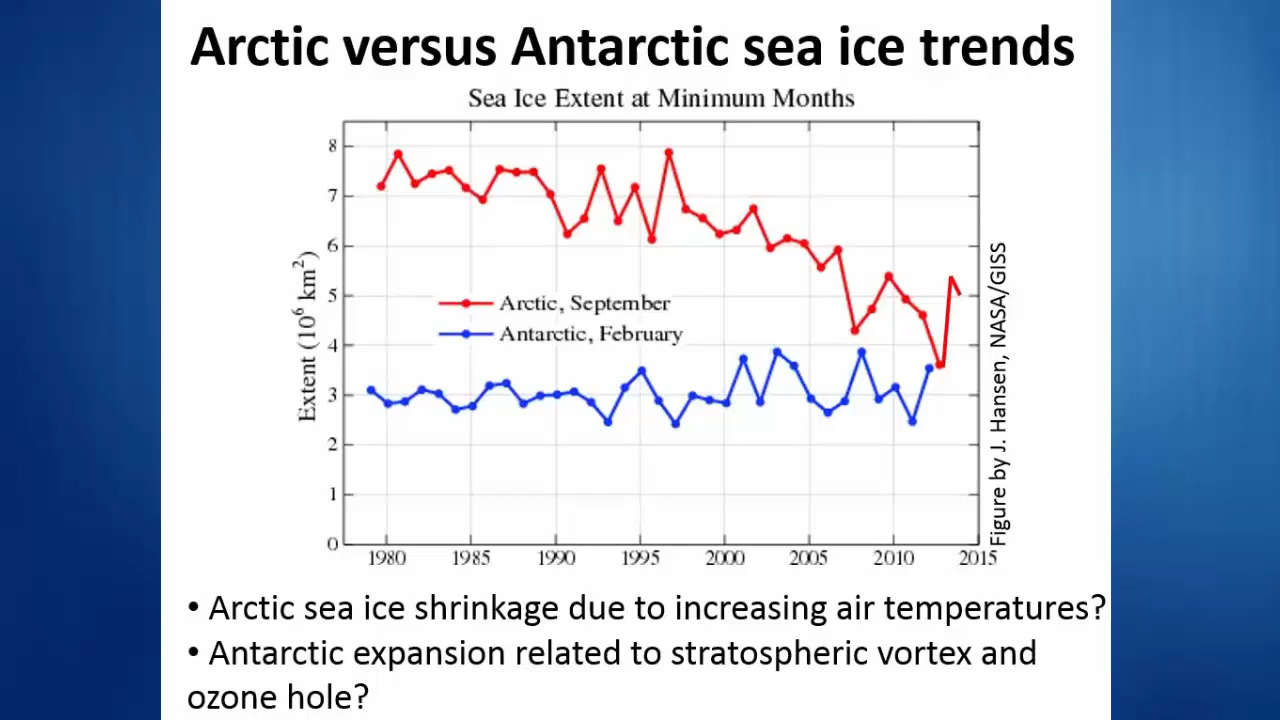 Arctic versus Antarctic sea ice trends
Sea Ice Extent at Minimum Months
Extent (10⁶ km²)
8
7
6
5
4
3
2
1
0
Arctic, September
Antarctic, February
1980 1985 1990 1995 2000 2005 2010 2015
Figure by J. Hansen, NASA/GISS
• Arctic sea ice shrinkage due to increasing air temperatures?
• Antarctic expansion related to stratospheric vortex and
ozone hole?